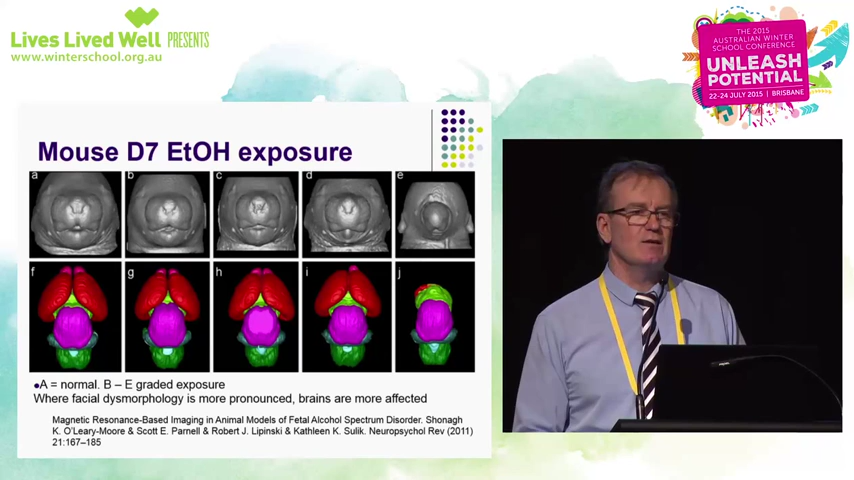 Lives Lived Well PRESENTS
www.winterschool.org.au
THE 2015
AUSTRALIAN WINTER
SCHOOL CONFERENCE
UNLEASH
POTENTIAL
22-24 JULY 2015 | BRISBANE
Mouse D7 EtOH exposure
a b c d e
f g h i j
•A = normal. B – E graded exposure
Where facial dysmorphology is more pronounced, brains are more affected
Magnetic Resonance-Based Imaging in Animal Models of Fetal Alcohol Spectrum Disorder. Shonagh
K. O'Leary-Moore & Scott E. Parnell & Robert J. Lipinski & Kathleen K. Sulik. Neuropsychol Rev (2011)
21:167–185